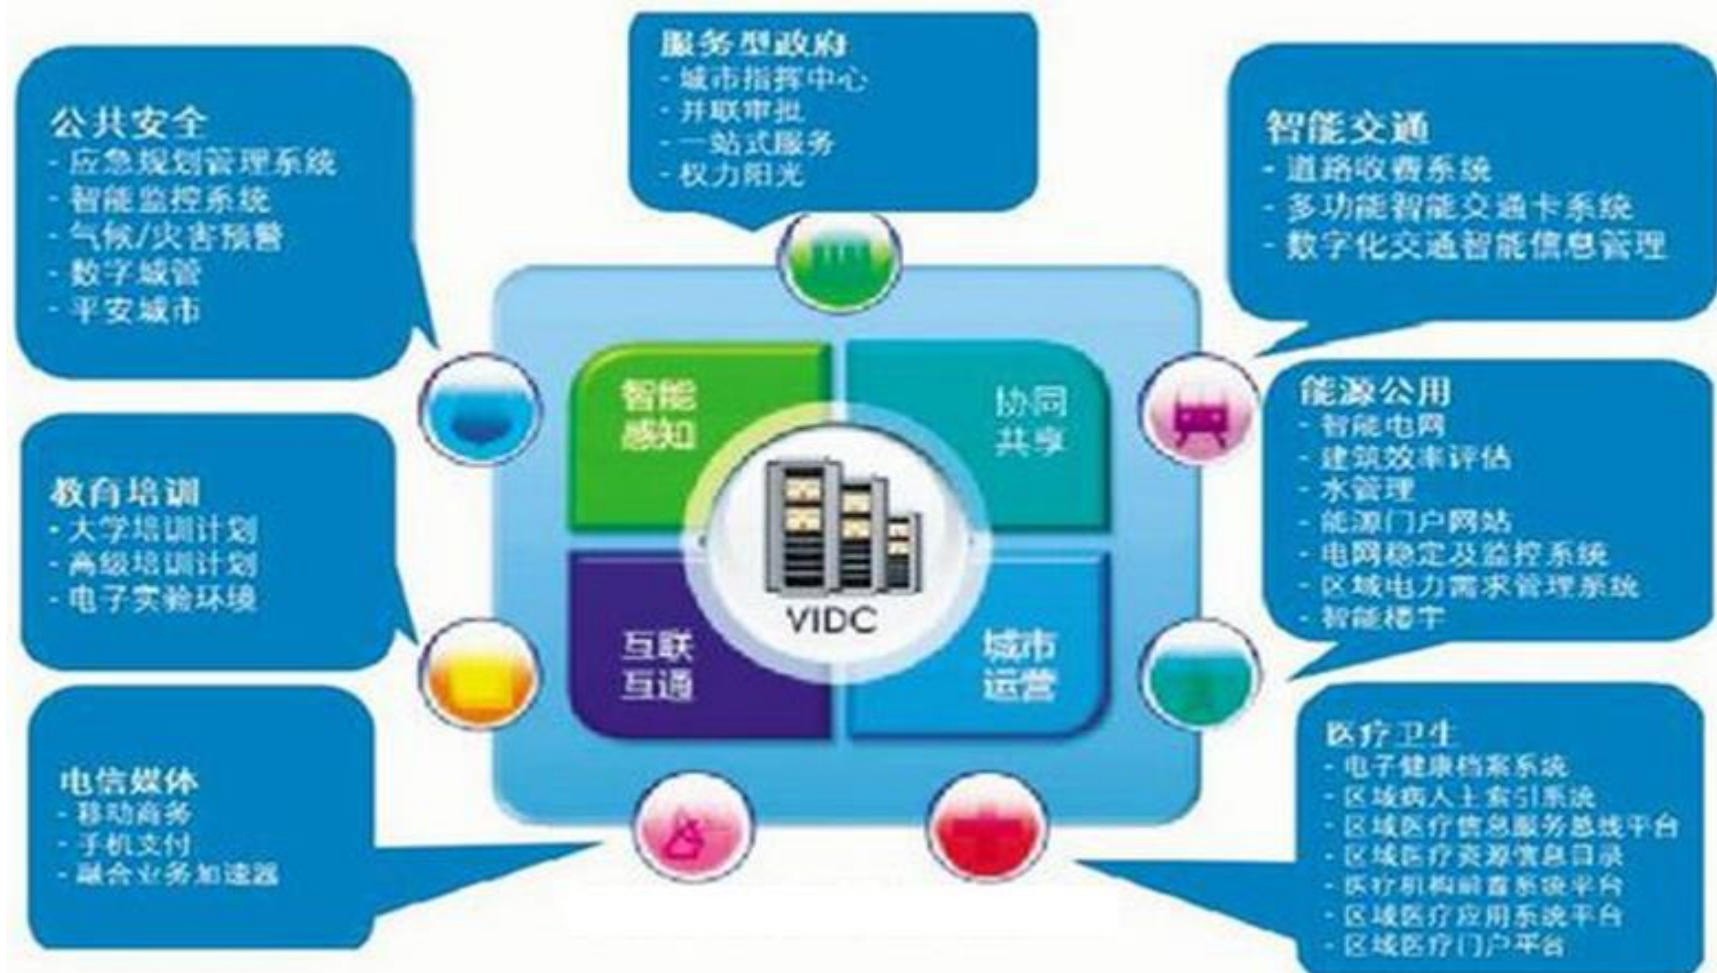 服务型政府
- 城市指挥中心
- 并联审批
- 一站式服务
- 权力阳光
公共安全
- 应急规划管理系统
- 智能监控系统
- 气候/灾害预警
- 数字城管
- 平安城市
智能交通
- 道路收费系统
- 多功能智能交通卡系统
- 数字化交通智能信息管理
教育培训
- 大学培训计划
- 高级培训计划
- 电子实验环境
能源公用
- 智能电网
- 建筑效率评估
- 水管理
- 能源门户网站
- 电网稳定及监控系统
- 区域电力需求管理系统
- 智能楼宇
电信媒体
- 移动商务
- 手机支付
- 融合业务加速器
医疗卫生
- 电子健康档案系统
- 区域病人主索引系统
- 区域医疗信息服务总线平台
- 区域医疗资源信息目录
- 医疗机构前置系统平台
- 区域医疗应用系统平台
- 区域医疗门户平台
智能
感知
协同
共享
VIDC
互联
互通
城市
运营